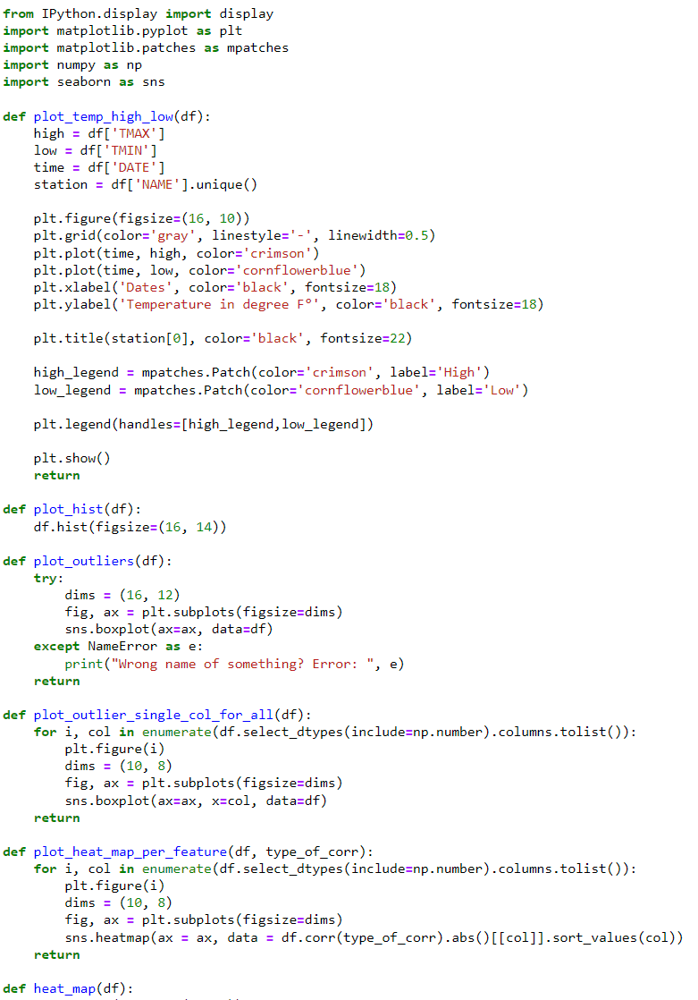 from IPython.display import display
import matplotlib.pyplot as plt
import matplotlib.patches as mpatches
import numpy as np
import seaborn as sns

def plot_temp_high_low(df):
    high = df['TMAX']
    low = df['TMIN']
    time = df['DATE']
    station = df['NAME'].unique()

    plt.figure(figsize=(16, 10))
    plt.grid(color='gray', linestyle='-', linewidth=0.5)
    plt.plot(time, high, color='crimson')
    plt.plot(time, low, color='cornflowerblue')
    plt.xlabel('Dates', color='black', fontsize=18)
    plt.ylabel('Temperature in degree F°', color='black', fontsize=18)

    plt.title(station[0], color='black', fontsize=22)

    high_legend = mpatches.Patch(color='crimson', label='High')
    low_legend = mpatches.Patch(color='cornflowerblue', label='Low')

    plt.legend(handles=[high_legend,low_legend])

    plt.show()
    return

def plot_hist(df):
    df.hist(figsize=(16, 14))

def plot_outliers(df):
    try:
        dims = (16, 12)
        fig, ax = plt.subplots(figsize=dims)
        sns.boxplot(ax=ax, data=df)
    except NameError as e:
        print("Wrong name of something? Error: ", e)
    return

def plot_outlier_single_col_for_all(df):
    for i, col in enumerate(df.select_dtypes(include=np.number).columns.tolist()):
        plt.figure(i)
        dims = (10, 8)
        fig, ax = plt.subplots(figsize=dims)
        sns.boxplot(ax=ax, x=col, data=df)
    return

def plot_heat_map_per_feature(df, type_of_corr):
    for i, col in enumerate(df.select_dtypes(include=np.number).columns.tolist()):
        plt.figure(i)
        dims = (10, 8)
        fig, ax = plt.subplots(figsize=dims)
        sns.heatmap(ax = ax, data = df.corr(type_of_corr).abs()[[col]].sort_values(col))
    return

def heat_map(df):